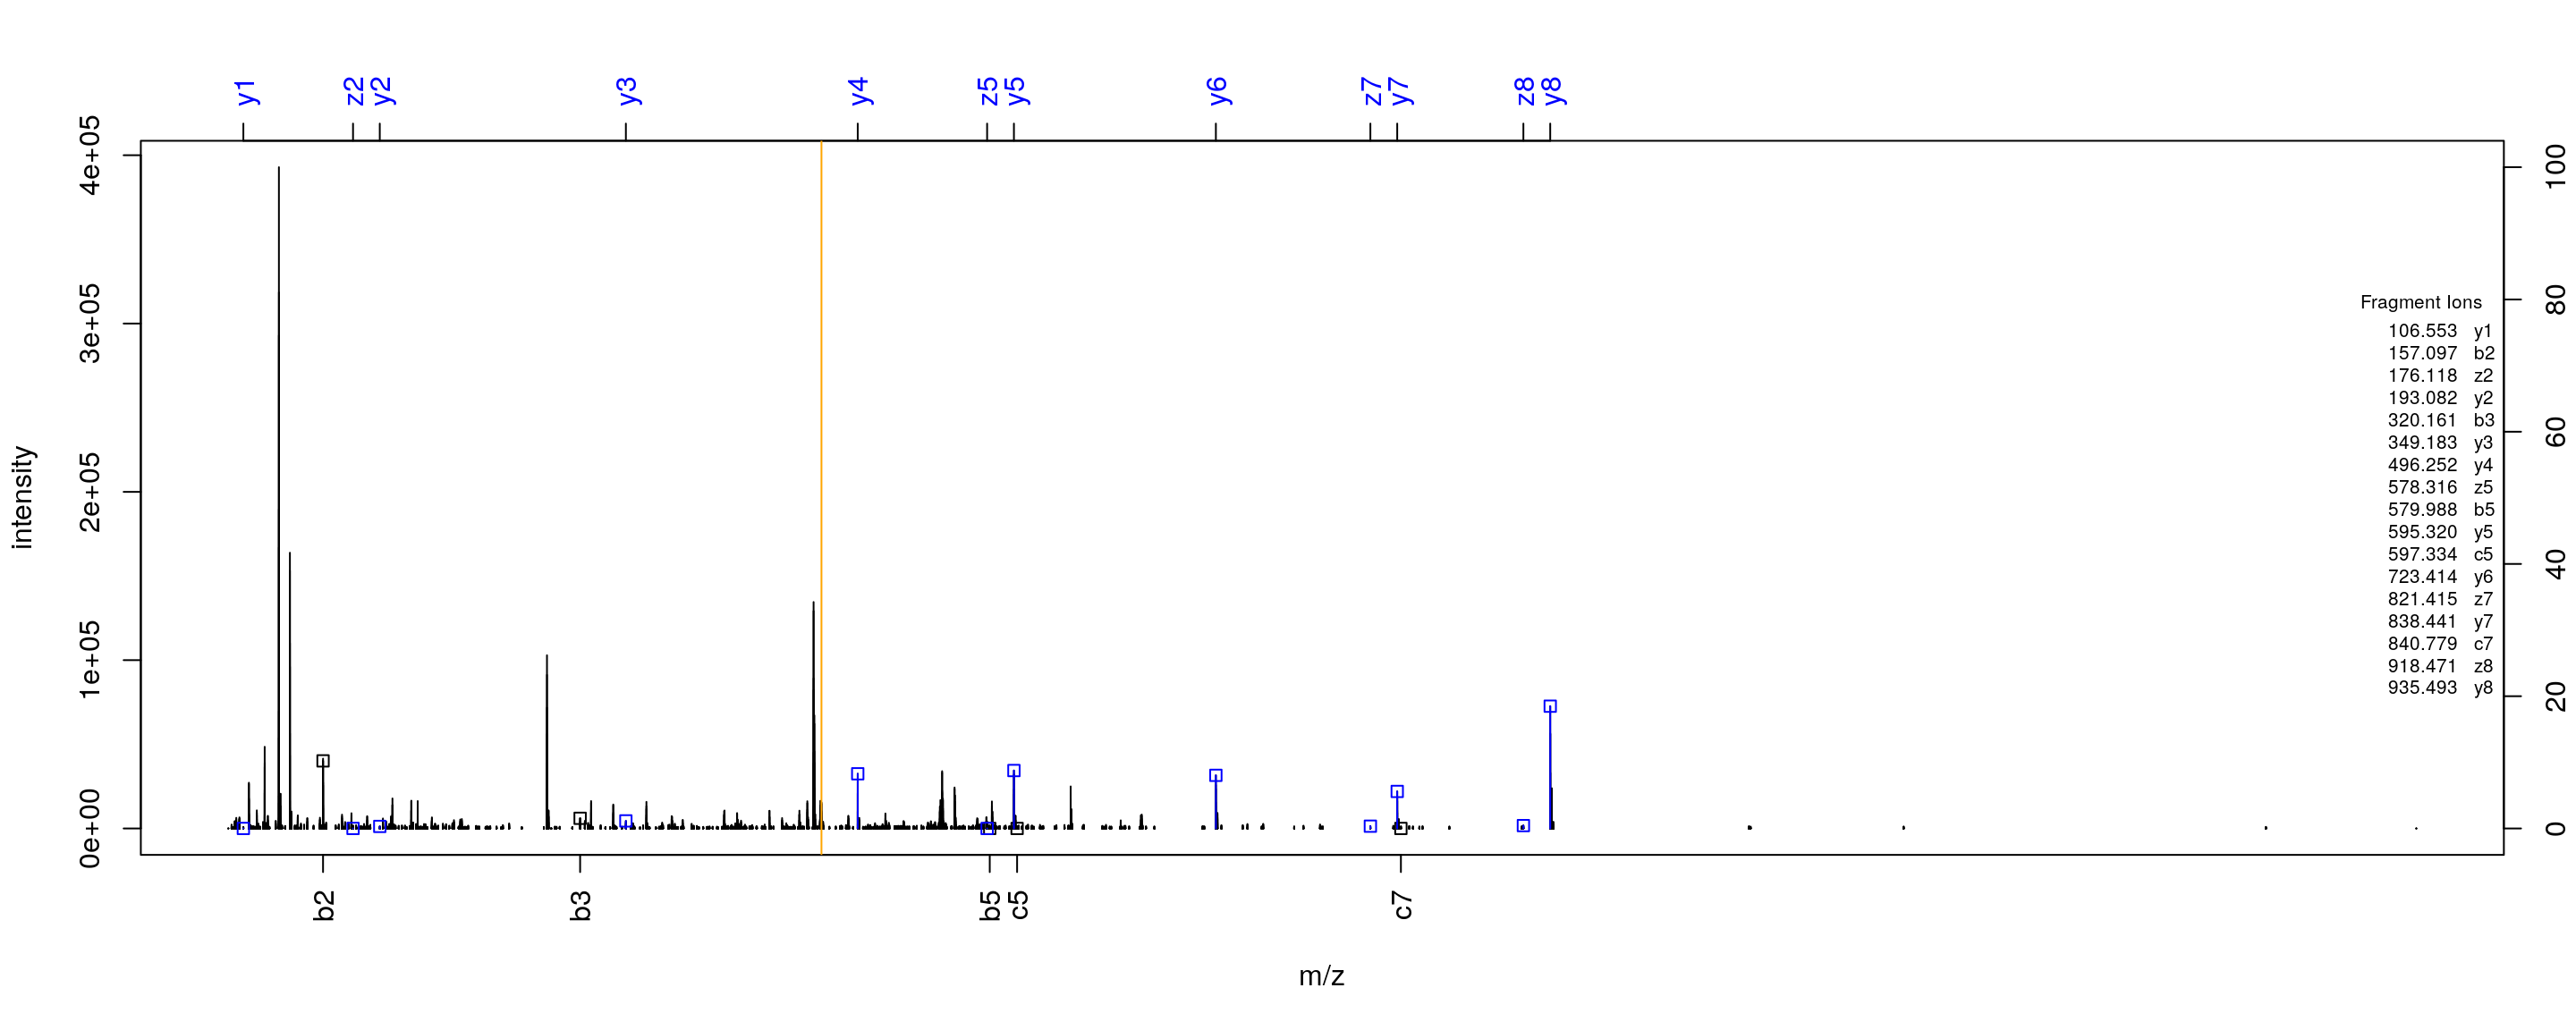 y1 z2 y2 y3 y4 z5 y5 y6 z7 y7 z8 y8
4e+05
3e+05
2e+05
1e+05
0e+00
intensity
100
80
60
40
20
0
Fragment Ions
106.553 y1
157.097 b2
176.118 z2
193.082 y2
320.161 b3
349.183 y3
496.252 y4
578.316 z5
579.988 b5
595.320 y5
597.334 c5
723.414 y6
821.415 z7
838.441 y7
840.779 c7
918.471 z8
935.493 y8
b2 b3 b5 c5 c7
m/z